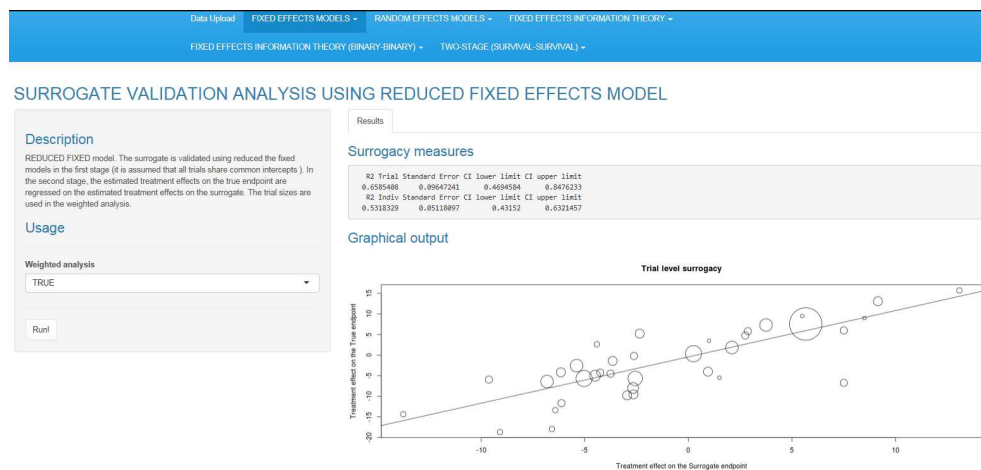 Data Upload FIXED EFFECTS MODELS RANDOM EFFECTS MODELS FIXED EFFECTS INFORMATION THEORY
FIXED EFFECTS INFORMATION THEORY (BINARY-BINARY) TWO-STAGE (SURVIVAL-SURVIVAL)
SURROGATE VALIDATION ANALYSIS USING REDUCED FIXED EFFECTS MODEL
Description
REDUCED FIXED model. The surrogate is validated using reduced the fixed
models in the first stage (it is assumed that all trials share common intercepts ). In
the second stage, the estimated treatment effects on the true endpoint are
regressed on the estimated treatment effects on the surrogate. The trial sizes are
used in the weighted analysis.
Usage
Weighted analysis
TRUE
Run!
Results
Surrogacy measures
R2 Trial Standard Error CI lower limit CI upper limit
0.6585408 0.09647241 0.4694584 0.8476233
R2 Indiv Standard Error CI lower limit CI upper limit
0.5318329 0.05118097 0.43152 0.6321457
Graphical output
Trial level surrogacy
Treatment effect on the True endpoint
15
10
5
0
-5
-10
-15
-20
-10 -5 0 5 10
Treatment effect on the Surrogate endpoint